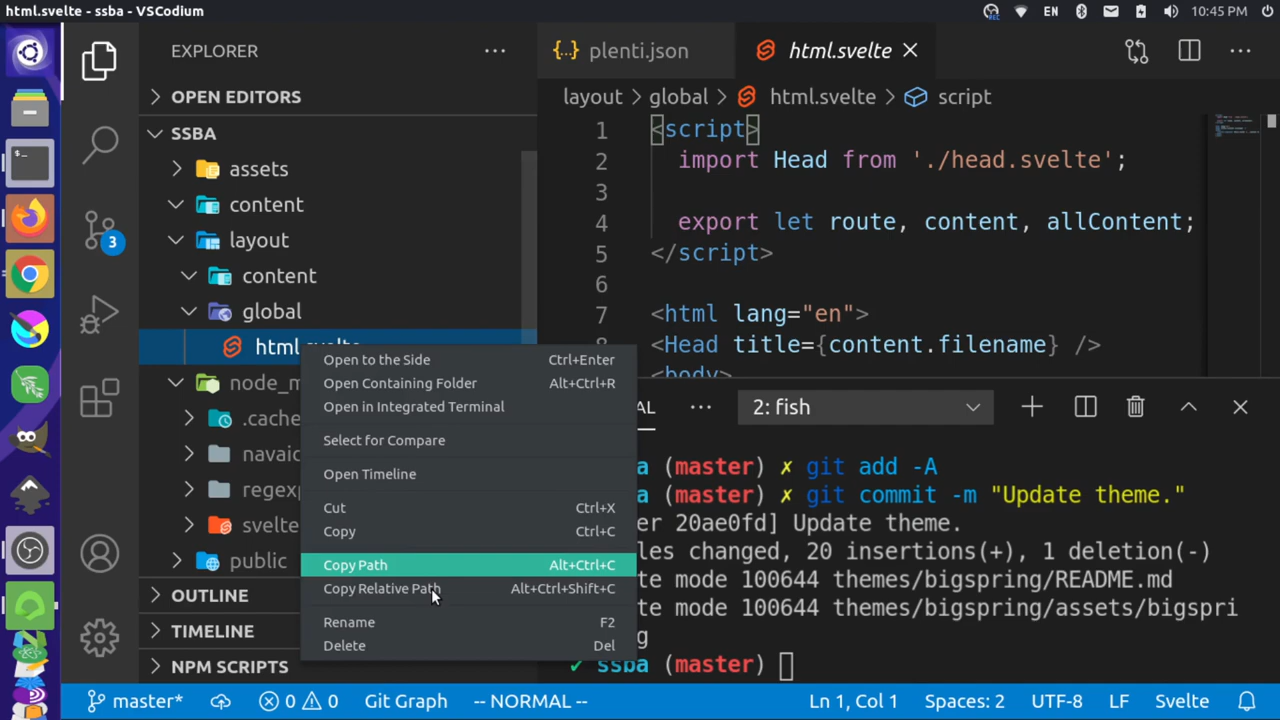 html.svelte - ssba - VSCodium
EN
10:45 PM
EXPLORER
OPEN EDITORS
SSBA
assets
content
layout
content
global
html.svelte
node_m
.cache
navaic
regexp
svelte
public
OUTLINE
TIMELINE
NPM SCRIPTS
3
Open to the Side Ctrl+Enter
Open Containing Folder Alt+Ctrl+R
Open in Integrated Terminal
Select for Compare
Open Timeline
Cut Ctrl+X
Copy Ctrl+C
Copy Path Alt+Ctrl+C
Copy Relative Path Alt+Ctrl+Shift+C
Rename F2
Delete Del
{..} plenti.json
html.svelte
layout > global > html.svelte > script
1 <script>
2 import Head from './head.svelte';
3
4 export let route, content, allContent;
5 </script>
6
7 <html lang="en">
8 <Head title={content.filename} />
<body>
AL
2: fish
a (master) ✗ git add -A
ba (master) ✗ git commit -m "Update theme."
er 20ae0fd] Update theme.
les changed, 20 insertions(+), 1 deletion(-)
te mode 100644 themes/bigspring/README.md
te mode 100644 themes/bigspring/assets/bigspri
g
✓ ssba (master)
master*
0 0
Git Graph
-- NORMAL --
Ln 1, Col 1
Spaces: 2
UTF-8
LF
Svelte